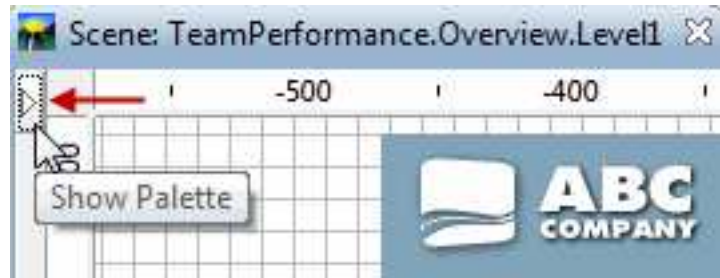 Scene: TeamPerformance.Overview.Level1
-500 -400
Show Palette
ABC
COMPANY